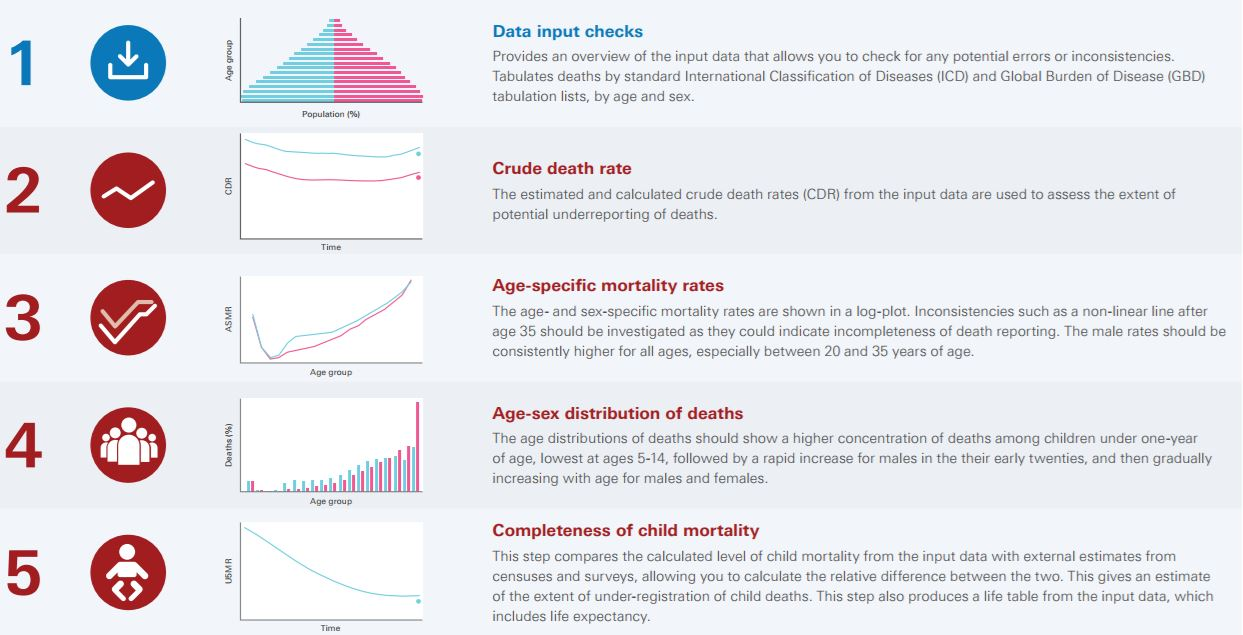 1
Age group
Population (%)
Data input checks
Provides an overview of the input data that allows you to check for any potential errors or inconsistencies.
Tabulates deaths by standard International Classification of Diseases (ICD) and Global Burden of Disease (GBD)
tabulation lists, by age and sex.
2
CDR
Time
Crude death rate
The estimated and calculated crude death rates (CDR) from the input data are used to assess the extent of
potential underreporting of deaths.
3
ASMR
Age group
Age-specific mortality rates
The age- and sex-specific mortality rates are shown in a log-plot. Inconsistencies such as a non-linear line after
age 35 should be investigated as they could indicate incompleteness of death reporting. The male rates should be
consistently higher for all ages, especially between 20 and 35 years of age.
4
Deaths (%)
Age group
Age-sex distribution of deaths
The age distributions of deaths should show a higher concentration of deaths among children under one-year
of age, lowest at ages 5-14, followed by a rapid increase for males in the their early twenties, and then gradually
increasing with age for males and females.
5
U5MR
Time
Completeness of child mortality
This step compares the calculated level of child mortality from the input data with external estimates from
censuses and surveys, allowing you to calculate the relative difference between the two. This gives an estimate
of the extent of under-registration of child deaths. This step also produces a life table from the input data, which
includes life expectancy.